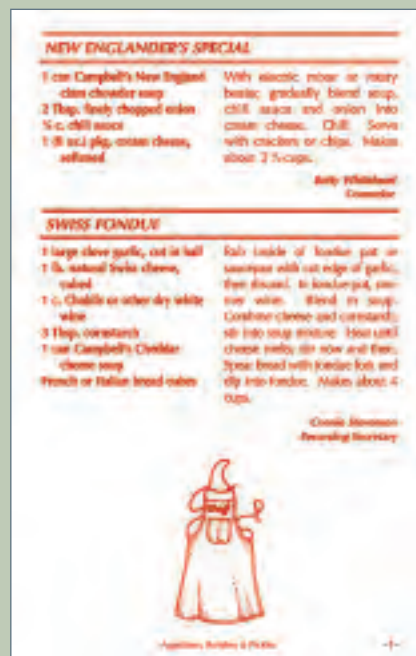 NEW ENGLANDER'S SPECIAL
1 can Campbell's New England
clam chowder soup
2 Tbsp. finely chopped onion
¼ c. chili sauce
1 (8 oz.) pkg. cream cheese,
softened
With electric mixer or rotary
beater, gradually blend soup,
chili sauce and onion into
cream cheese. Chill. Serve
with crackers or chips. Makes
about 2 ½ cups.
Betty Whitehead
Counselor
SWISS FONDUE
1 large clove garlic, cut in half
1 lb. natural Swiss cheese,
cubed
1 c. Chablis or other dry white
wine
3 Tbsp. cornstarch
1 can Campbell's Cheddar
cheese soup
French or Italian bread cubes
Rub inside of fondue pot or
saucepan with cut edge of garlic,
then discard. In fondue pot, sim-
mer wine. Blend in soup.
Combine cheese and cornstarch;
stir into soup mixture. Heat until
cheese melts; stir now and then.
Spear bread with fondue fork and
dip into fondue. Makes about 4
cups.
Connie Stevenson
Recording Secretary
Appetizers, Relishes & Pickles
-1-